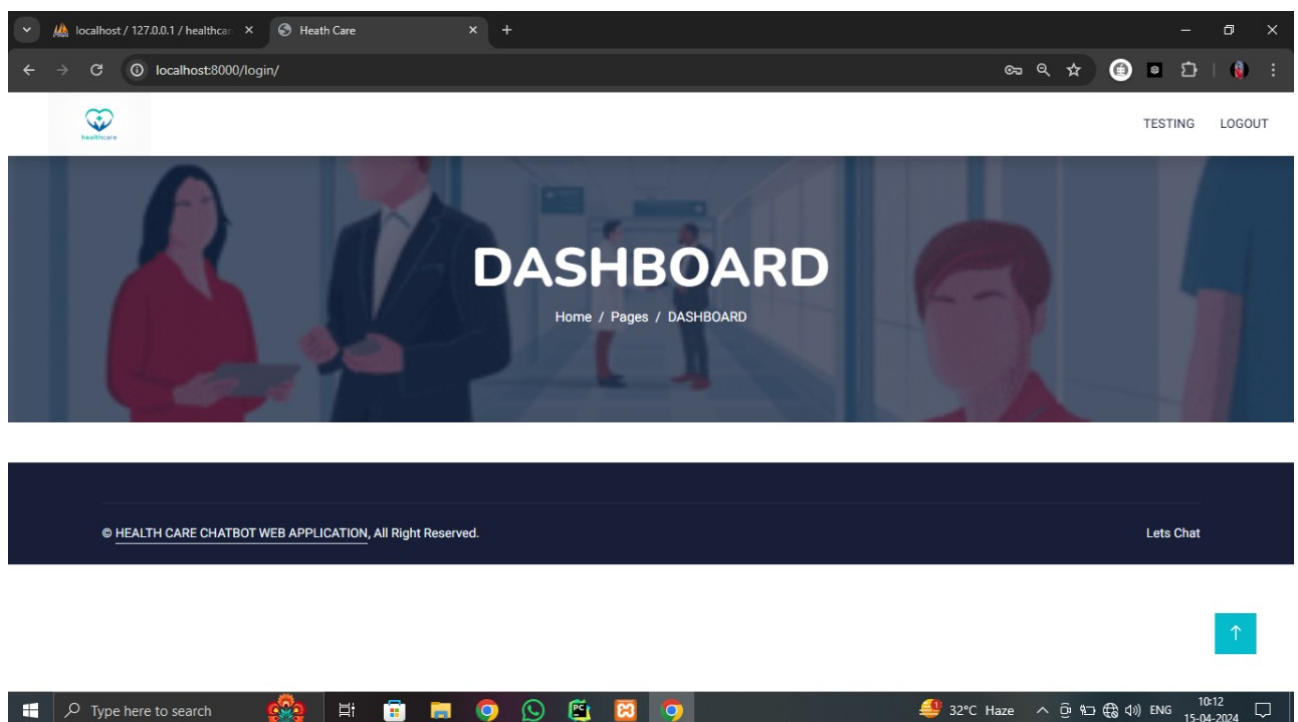 localhost / 127.0.0.1 / healthcar
Heath Care
localhost:8000/login/
healthcare
TESTING LOGOUT
DASHBOARD
Home / Pages / DASHBOARD
© HEALTH CARE CHATBOT WEB APPLICATION, All Right Reserved.
Lets Chat
Type here to search
32°C Haze
ENG
10:12
15-04-2024